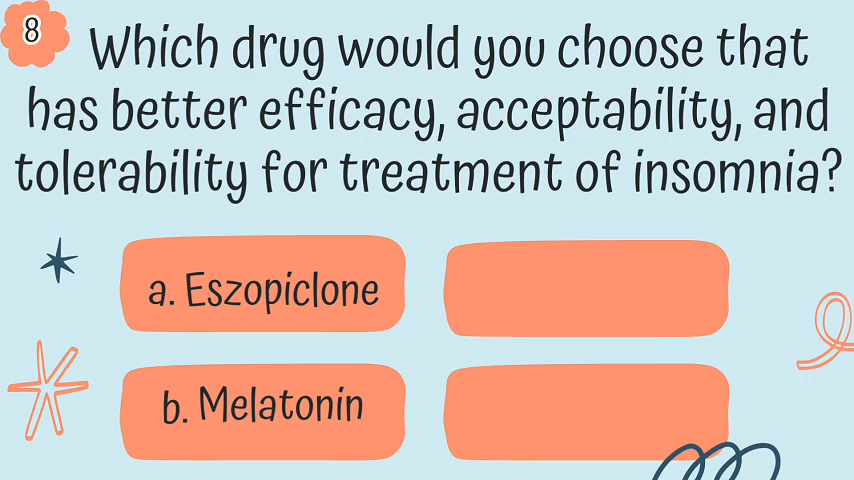 8
Which drug would you choose that
has better efficacy, acceptability, and
tolerability for treatment of insomnia?
a. Eszopiclone
b. Melatonin